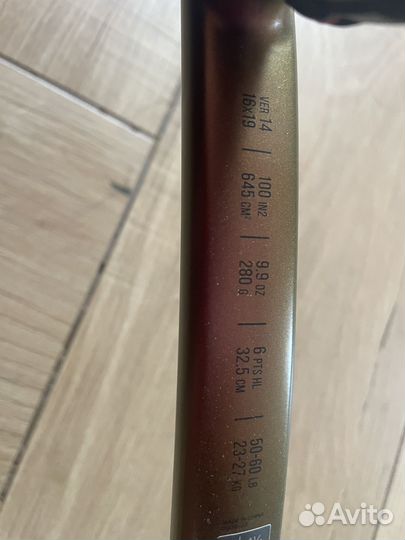 VER 14
16x19
100 IN2
645 CM²
9.9 OZ
280 G
6 PTS HL
32.5 CM
50-60 LB
23-27 KG
Avito